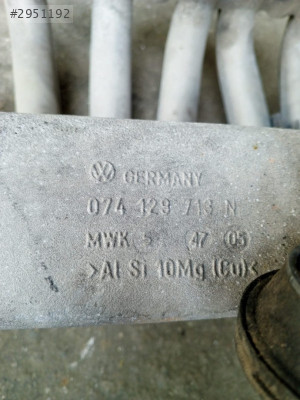 #2951192
VW GERMANY
074 129 713 N
MWK 47 05
>Al Si 10Mg (Cu)<